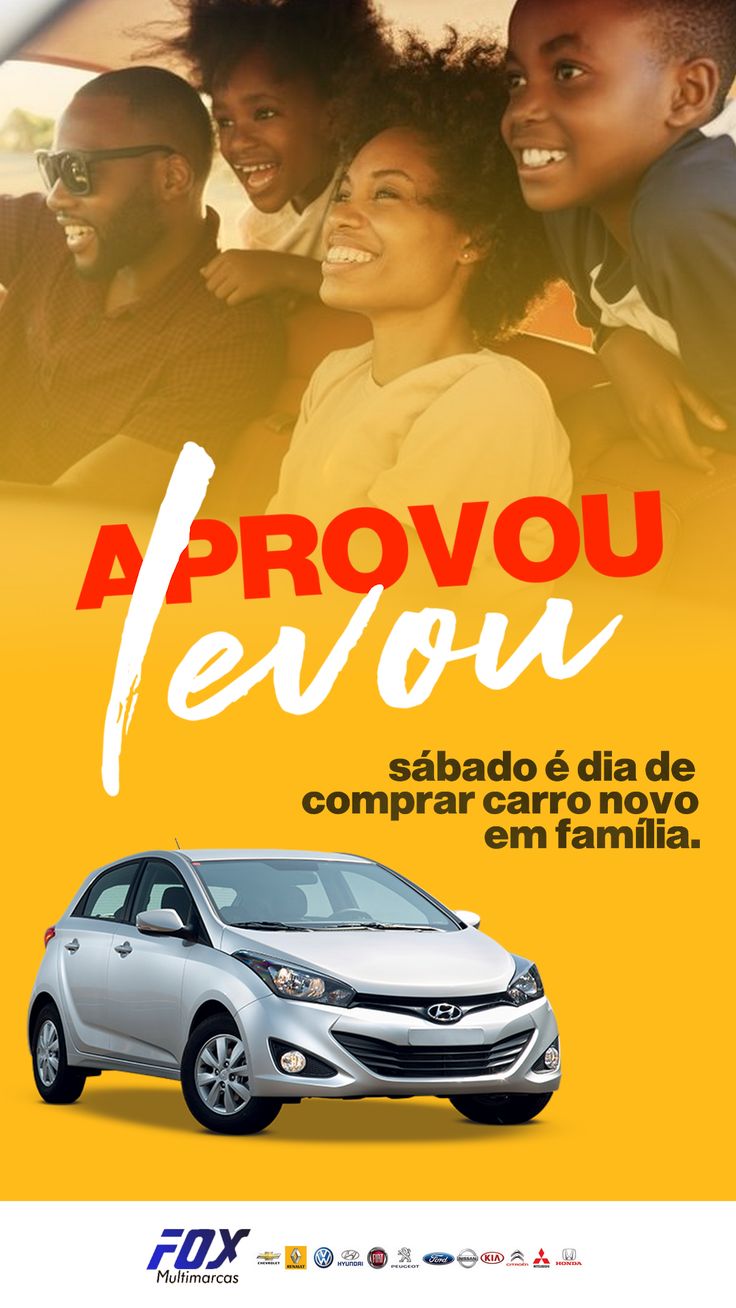 APROVOU
levou
sábado é dia de
comprar carro novo
em família.
FOX
Multimarcas
CHEVROLET RENAULT HYUNDAI FIAT PEUGEOT Ford NISSAN KIA CITROËN MITSUBISHI HONDA